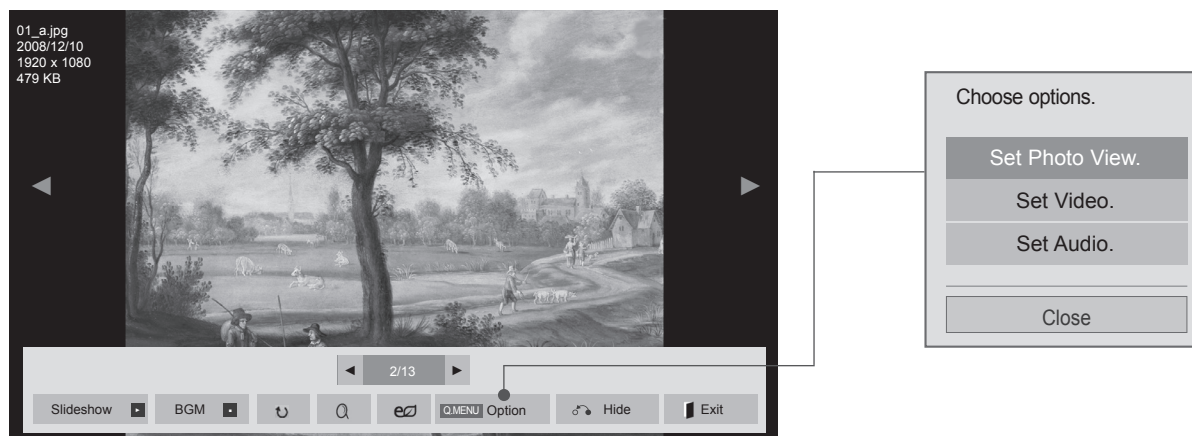 01_a.jpg
2008/12/10
1920 x 1080
479 KB
2/13
Slideshow BGM Q.MENU Option Hide Exit
Choose options.
Set Photo View.
Set Video.
Set Audio.
Close